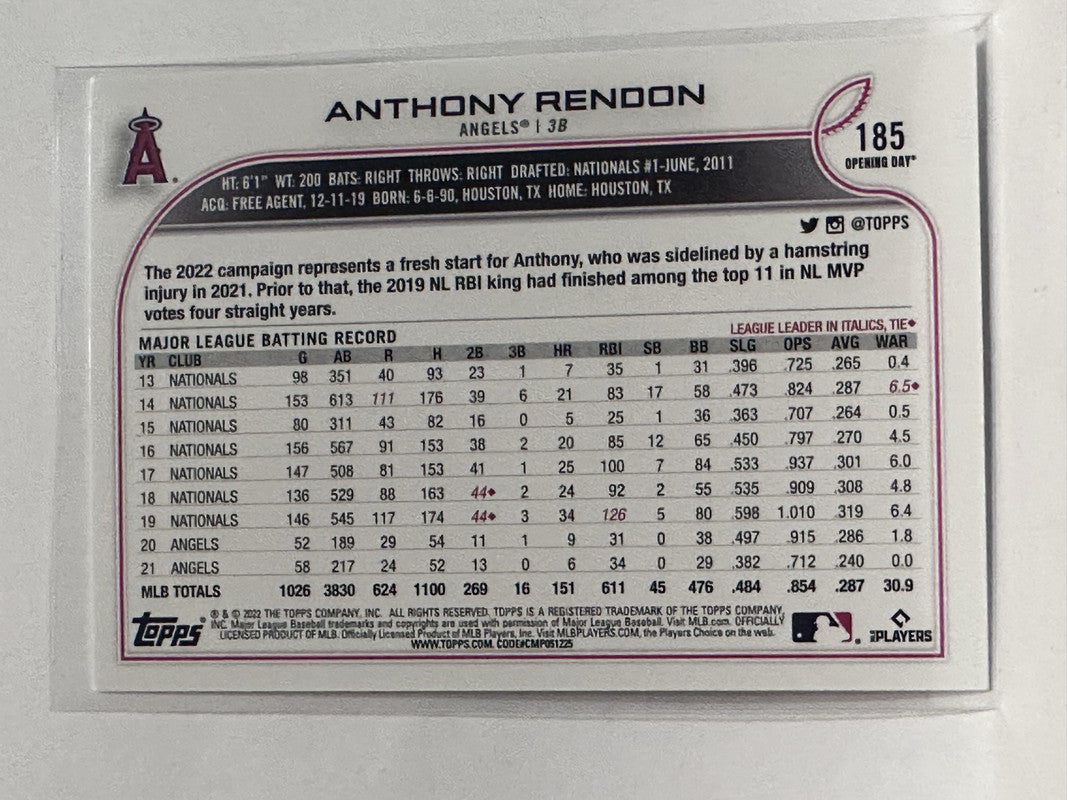 ANTHONY RENDON
ANGELS® | 3B
A
185
OPENING DAY®
HT: 6'1" WT: 200 BATS: RIGHT THROWS: RIGHT DRAFTED: NATIONALS #1-JUNE, 2011
ACQ: FREE AGENT, 12-11-19 BORN: 6-6-90, HOUSTON, TX HOME: HOUSTON, TX
@TOPPS
The 2022 campaign represents a fresh start for Anthony, who was sidelined by a hamstring
injury in 2021. Prior to that, the 2019 NL RBI king had finished among the top 11 in NL MVP
votes four straight years.
MAJOR LEAGUE BATTING RECORD LEAGUE LEADER IN ITALICS, TIE◆
YR CLUB G AB R H 2B 3B HR RBI SB BB SLG OPS AVG WAR
13 NATIONALS 98 351 40 93 23 1 7 35 1 31 .396 .725 .265 0.4
14 NATIONALS 153 613 111 176 39 6 21 83 17 58 .473 .824 .287 6.5◆
15 NATIONALS 80 311 43 82 16 0 5 25 1 36 .363 .707 .264 0.5
16 NATIONALS 156 567 91 153 38 2 20 85 12 65 .450 .797 .270 4.5
17 NATIONALS 147 508 81 153 41 1 25 100 7 84 .533 .937 .301 6.0
18 NATIONALS 136 529 88 163 44◆ 2 24 92 2 55 .535 .909 .308 4.8
19 NATIONALS 146 545 117 174 44◆ 3 34 126 5 80 .598 1.010 .319 6.4
20 ANGELS 52 189 29 54 11 1 9 31 0 38 .497 .915 .286 1.8
21 ANGELS 58 217 24 52 13 0 6 34 0 29 .382 .712 .240 0.0
MLB TOTALS 1026 3830 624 1100 269 16 151 611 45 476 .484 .854 .287 30.9
topps®
® & © 2022 THE TOPPS COMPANY, INC. ALL RIGHTS RESERVED. TOPPS IS A REGISTERED TRADEMARK OF THE TOPPS COMPANY,
INC. Major League Baseball trademarks and copyrights are used with permission of Major League Baseball. Visit MLB.com. OFFICIALLY
LICENSED PRODUCT OF MLB. Officially Licensed Product of MLB Players, Inc. Visit MLBPLAYERS.COM, the Players Choice on the web.
WWW.TOPPS.COM. CODE#CMP051225
MLB PLAYERS